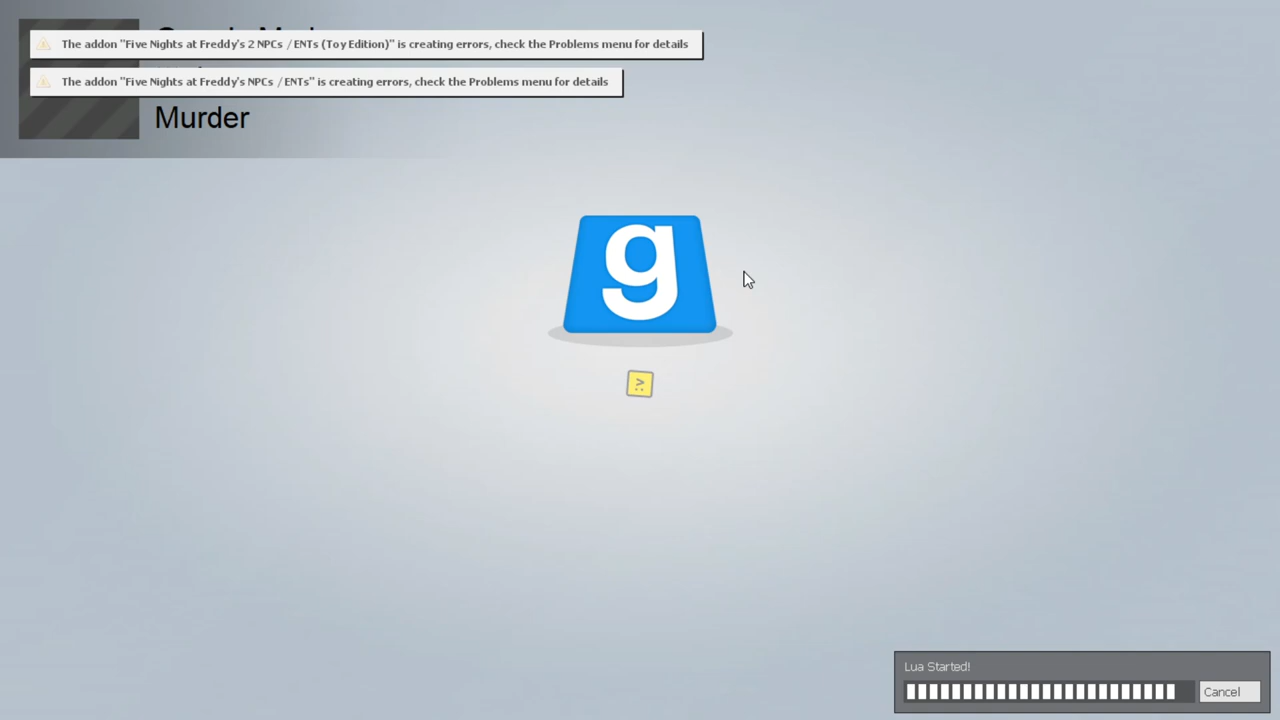 The addon "Five Nights at Freddy's 2 NPCs / ENTs (Toy Edition)" is creating errors, check the Problems menu for details
The addon "Five Nights at Freddy's NPCs / ENTs" is creating errors, check the Problems menu for details
Murder
g
Lua Started!
Cancel